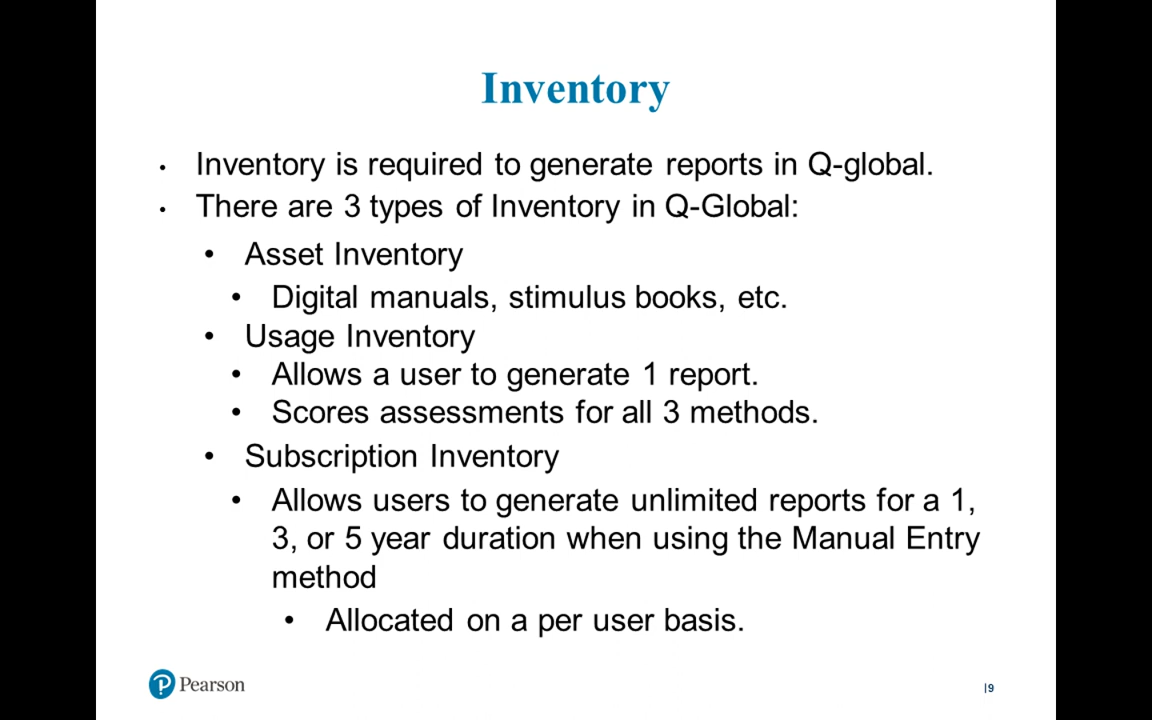 Inventory
• Inventory is required to generate reports in Q-global.
• There are 3 types of Inventory in Q-Global:
• Asset Inventory
• Digital manuals, stimulus books, etc.
• Usage Inventory
• Allows a user to generate 1 report.
• Scores assessments for all 3 methods.
• Subscription Inventory
• Allows users to generate unlimited reports for a 1,
3, or 5 year duration when using the Manual Entry
method
• Allocated on a per user basis.
Pearson
|9